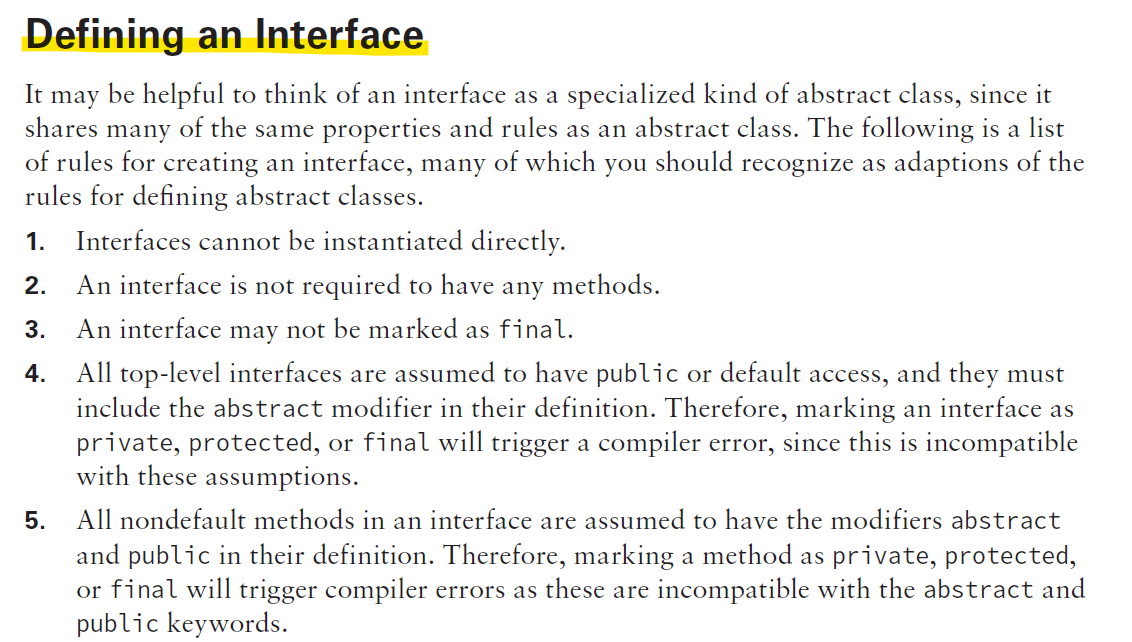 Defining an Interface
It may be helpful to think of an interface as a specialized kind of abstract class, since it
shares many of the same properties and rules as an abstract class. The following is a list
of rules for creating an interface, many of which you should recognize as adaptions of the
rules for defining abstract classes.
1. Interfaces cannot be instantiated directly.
2. An interface is not required to have any methods.
3. An interface may not be marked as final.
4. All top-level interfaces are assumed to have public or default access, and they must
include the abstract modifier in their definition. Therefore, marking an interface as
private, protected, or final will trigger a compiler error, since this is incompatible
with these assumptions.
5. All nondefault methods in an interface are assumed to have the modifiers abstract
and public in their definition. Therefore, marking a method as private, protected,
or final will trigger compiler errors as these are incompatible with the abstract and
public keywords.